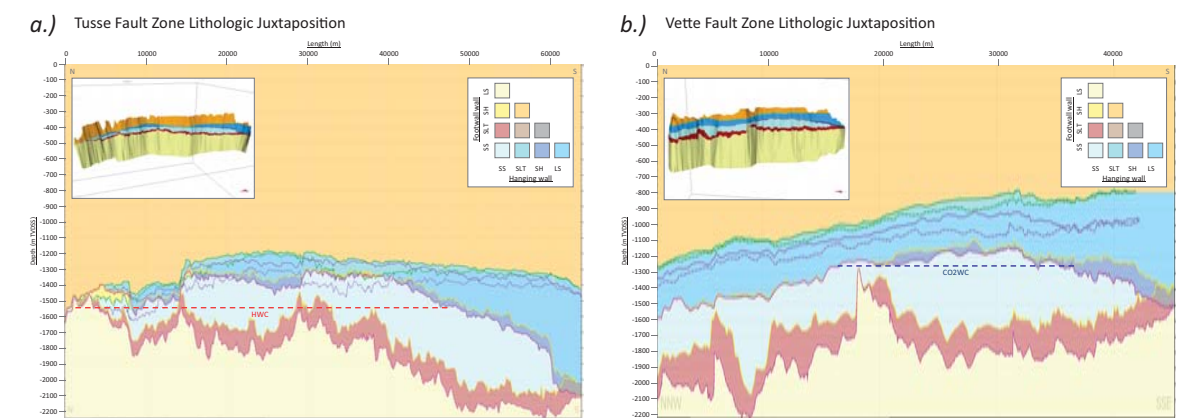 a.) Tusse Fault Zone Lithologic Juxtaposition
Length (m)
0 10000 20000 30000 40000 50000 60000
N S
Depth (m TVDSS)
0
-100
-200
-300
-400
-500
-600
-700
-800
-900
-1000
-1100
-1200
-1300
-1400
-1500
-1600
-1700
-1800
-1900
-2000
-2100
-2200
Footwall wall
LS
SH
SLT
SS
SS SLT SH LS
Hanging wall
HWC
b.) Vette Fault Zone Lithologic Juxtaposition
Length (m)
0 10000 20000 30000 40000
N S
Depth (m TVDSS)
0
-100
-200
-300
-400
-500
-600
-700
-800
-900
-1000
-1100
-1200
-1300
-1400
-1500
-1600
-1700
-1800
-1900
-2000
-2100
-2200
Footwall wall
LS
SH
SLT
SS
SS SLT SH LS
Hanging wall
CO2WC
NNW SSE